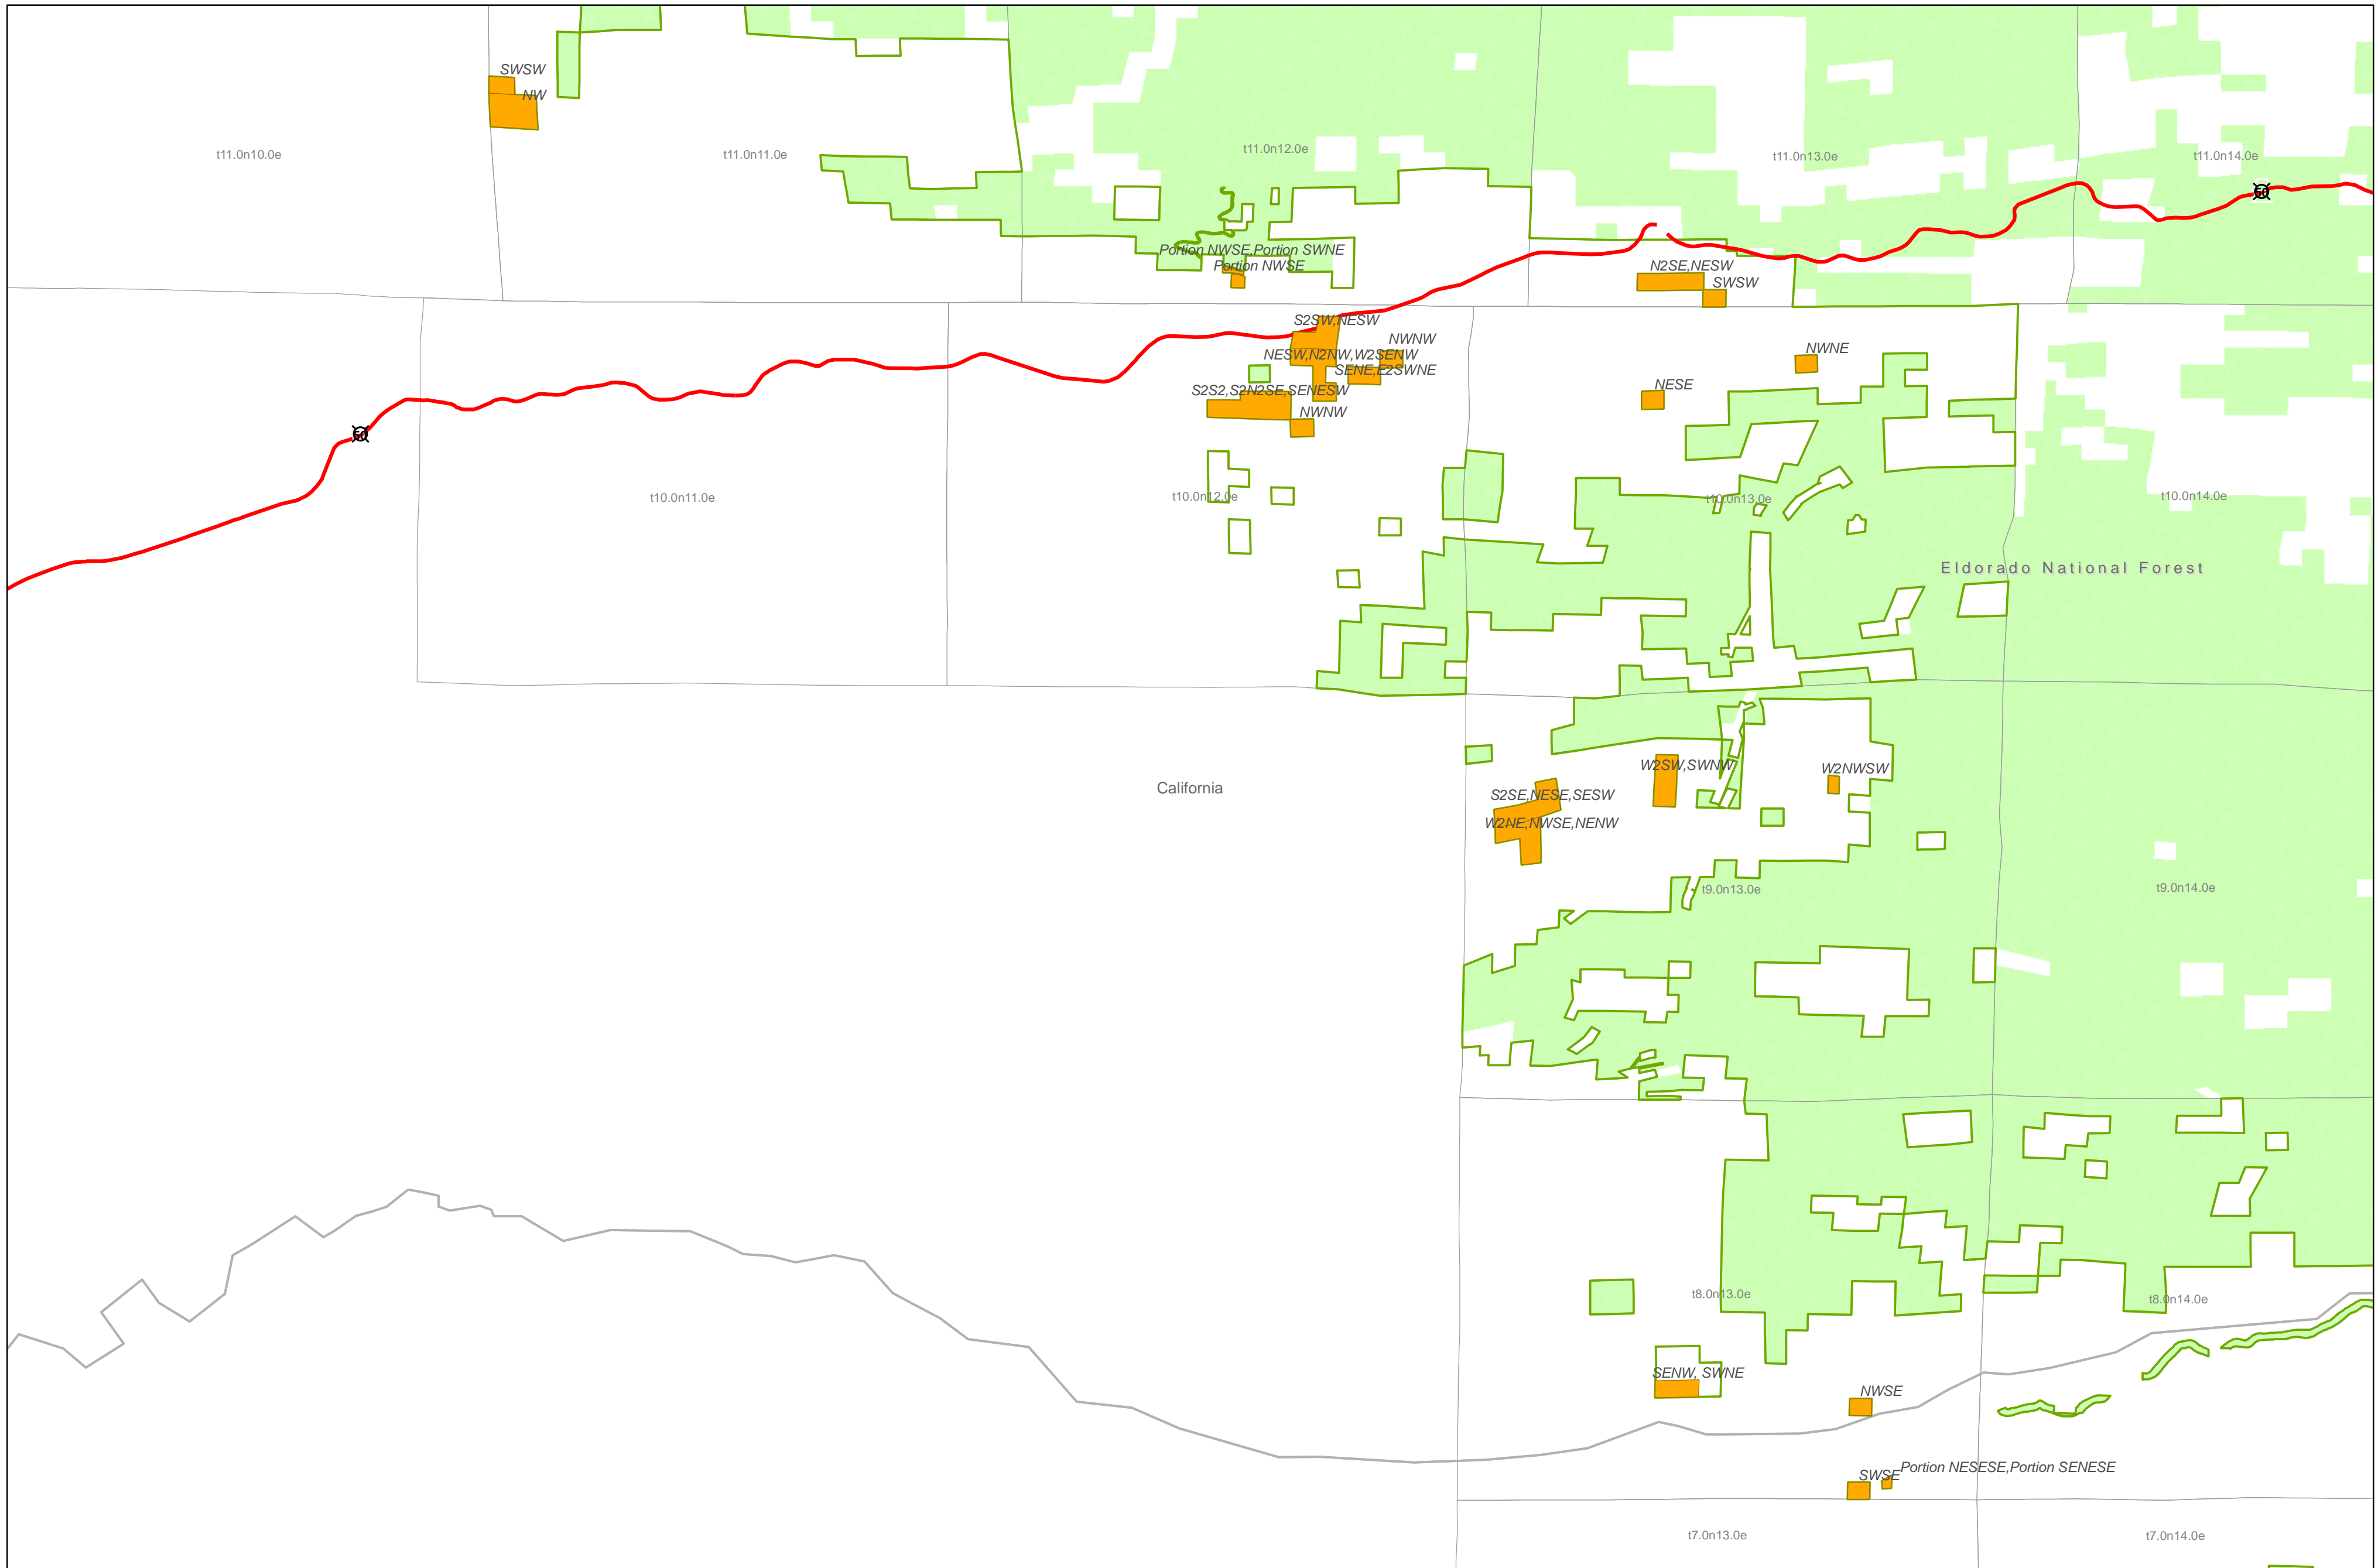 SWSW
NW
t11.0n10.0e
t11.0n11.0e
t11.0n12.0e
t11.0n13.0e
t11.0n14.0e
50
Portion NWSE,Portion SWNE
Portion NWSE
N2SE,NESW
SWSW
S2SW,NESW
NWNW
NWNE
NESW,N2NW,W2SENW
SENE,E2SWNE
S2S2,S2N2SE,SENESW
NESE
NWNW
50
t10.0n11.0e
t10.0n12.0e
t10.0n13.0e
t10.0n14.0e
Eldorado National Forest
W2SW,SWNW
W2NWSW
California
S2SE,NESE,SESW
W2NE,NWSE,NENW
t9.0n13.0e
t9.0n14.0e
t8.0n13.0e
t8.0n14.0e
SENW, SWNE
NWSE
SWSE
Portion NESESE,Portion SENESE
t7.0n13.0e
t7.0n14.0e